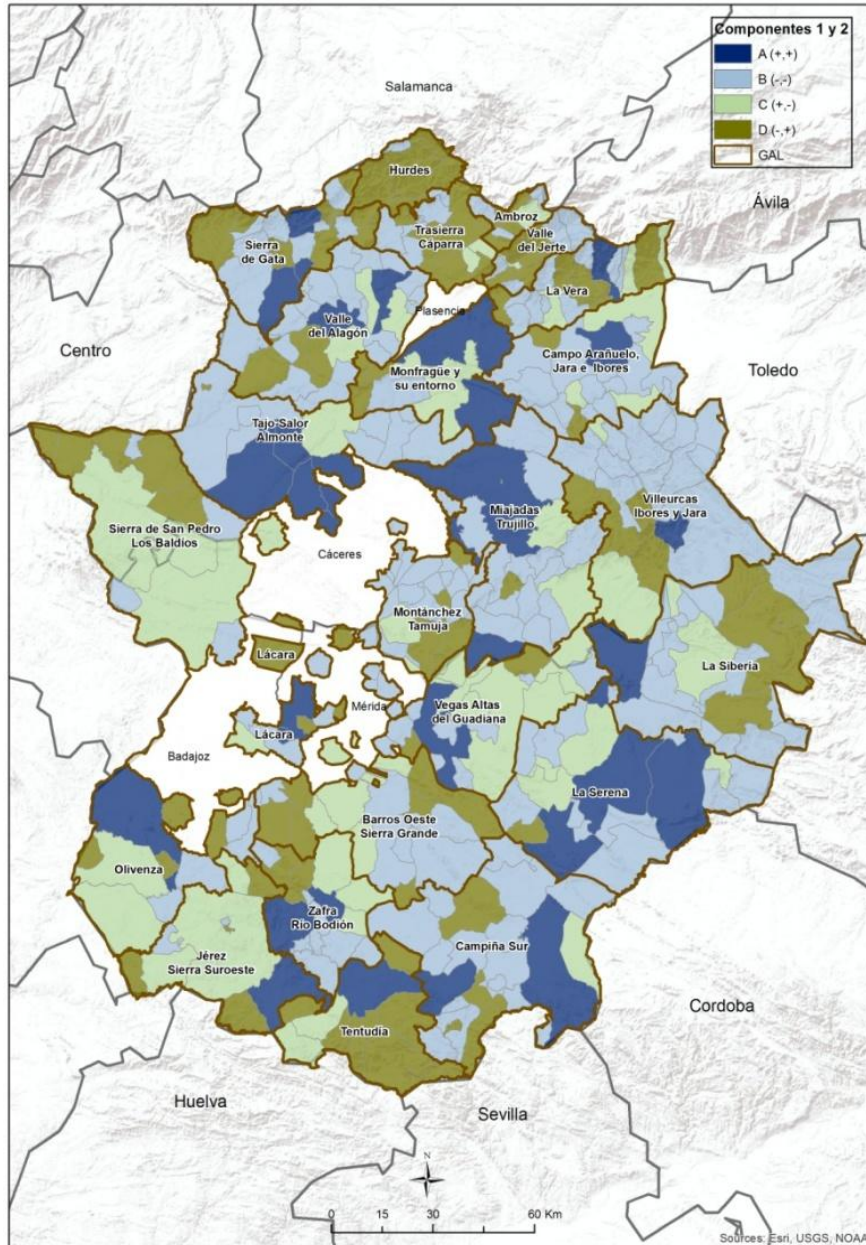 Componentes 1 y 2
A (+,+)
B (-,-)
C (+,-)
D (-,+)
GAL
Salamanca
Ávila
Hurdes
Ambroz
Trasierra
Cáparra
Valle
del Jerte
Sierra
de Gata
La Vera
Plasencia
Valle
del Alagón
Centro
Campo Arañuelo,
Jara e Ibores
Toledo
Monfragüe y
su entorno
Tajo-Salor
Almonte
Villeurcas
Ibores y Jara
Miajadas
Trujillo
Sierra de San Pedro
Los Baldíos
Cáceres
Montánchez
Tamuja
Lácara
La Siberia
Mérida
Vegas Altas
del Guadiana
Lácara
Badajoz
La Serena
Barros Oeste
Sierra Grande
Olivenza
Zafra
Río Bodión
Campiña Sur
Jérez
Sierra Suroeste
Cordoba
Tentudía
Huelva
Sevilla
N
0 15 30 60 Km
Sources: Esri, USGS, NOAA